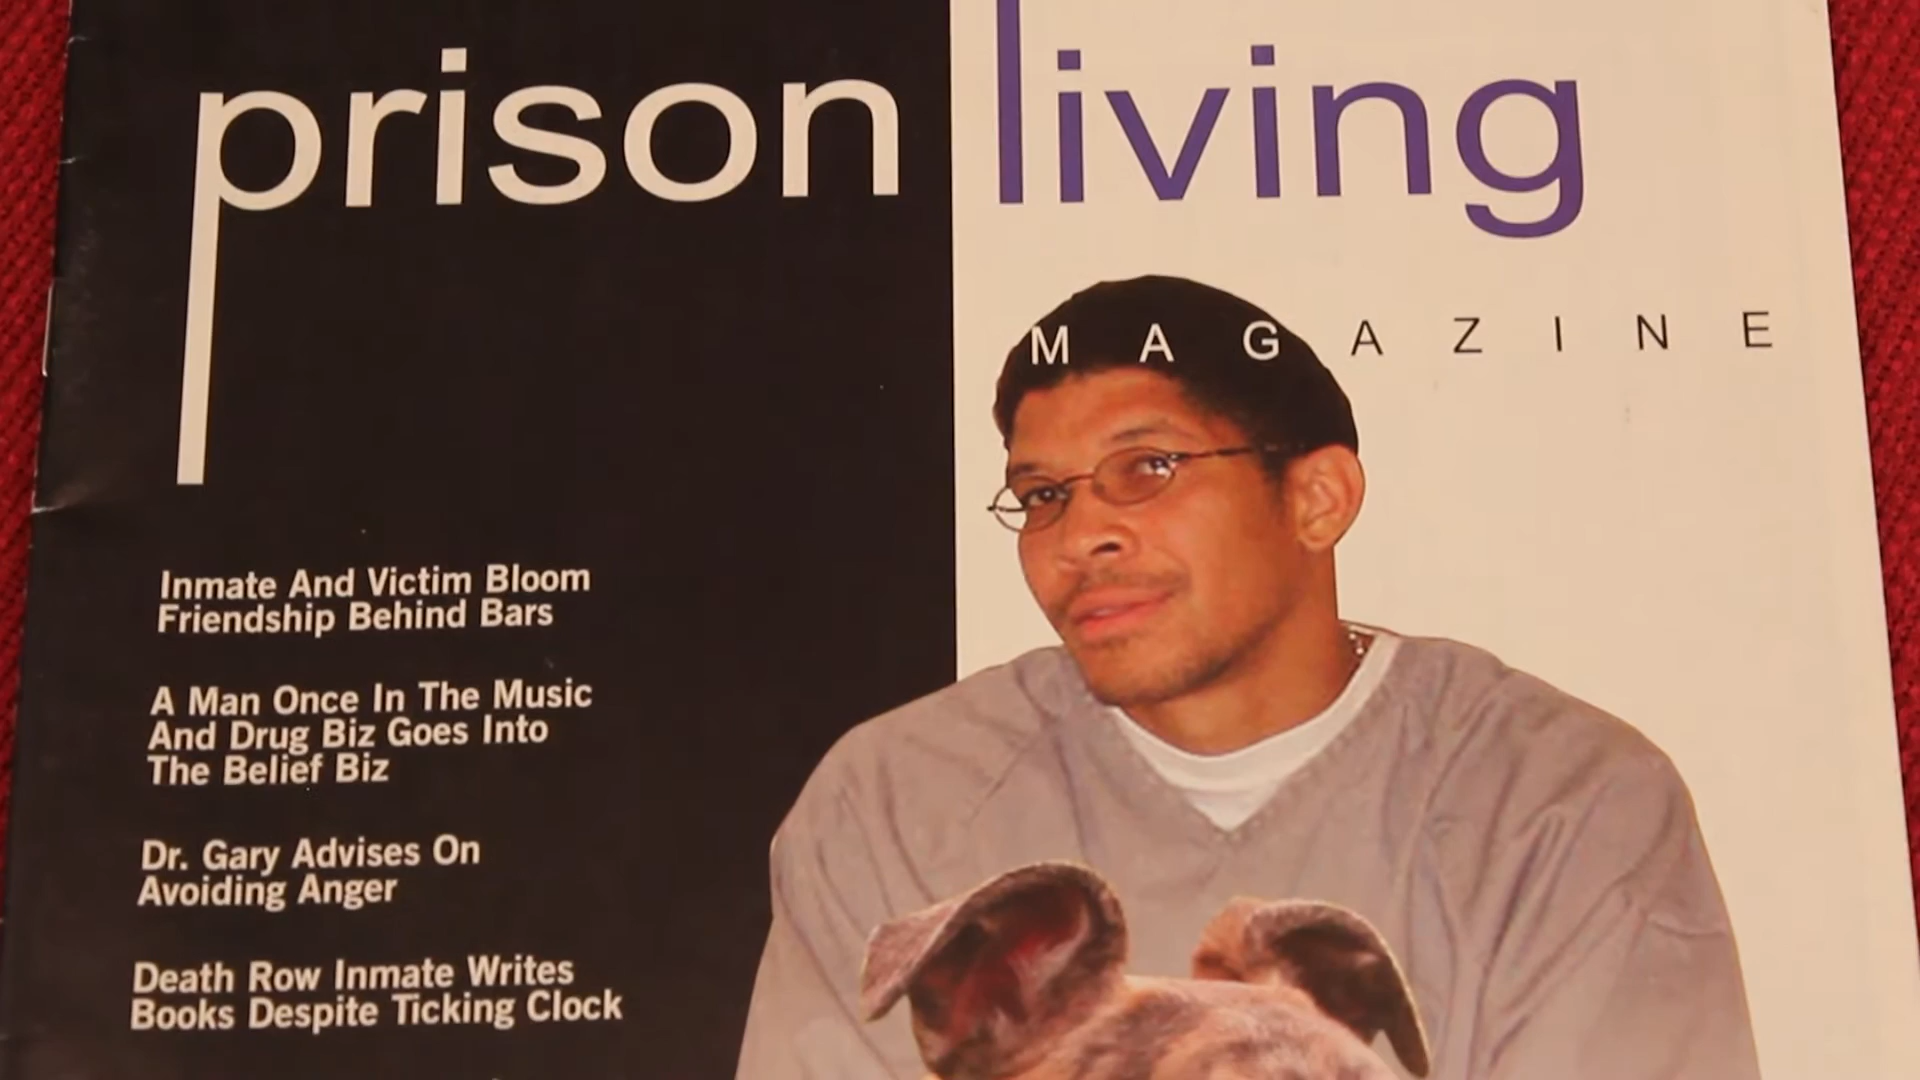 prison living
MAGAZINE
Inmate And Victim Bloom
Friendship Behind Bars
A Man Once In The Music
And Drug Biz Goes Into
The Belief Biz
Dr. Gary Advises On
Avoiding Anger
Death Row Inmate Writes
Books Despite Ticking Clock